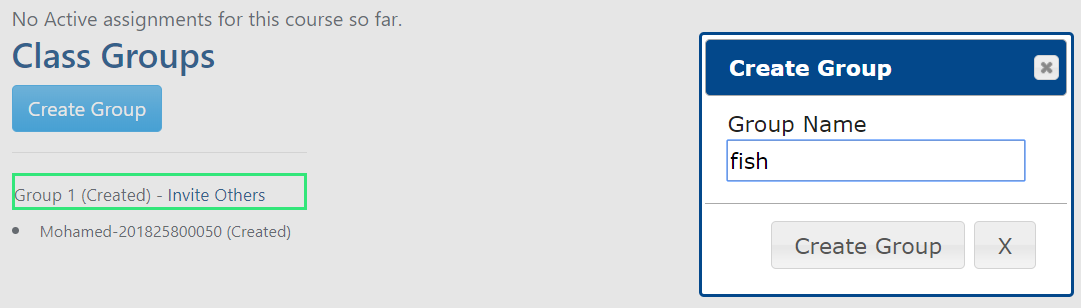 No Active assignments for this course so far.
Class Groups
Create Group
Group 1 (Created) - Invite Others
Mohamed-201825800050 (Created)
Create Group
Group Name
fish
Create Group
X